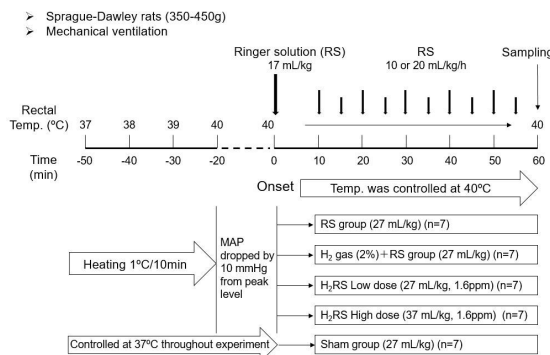 ➢ Sprague-Dawley rats (350-450g)
➢ Mechanical ventilation
Ringer solution (RS)
17 mL/kg
RS
10 or 20 mL/kg/h
Sampling
Rectal
Temp. (ºC)
37 38 39 40 40 40
Time
(min)
-50 -40 -30 -20 0 10 20 30 40 50 60
Onset
Temp. was controlled at 40ºC
Heating 1ºC/10min
MAP
dropped by
10 mmHg
from peak
level
RS group (27 mL/kg) (n=7)
H₂ gas (2%)+RS group (27 mL/kg) (n=7)
H₂RS Low dose (27 mL/kg, 1.6ppm) (n=7)
H₂RS High dose (37 mL/kg, 1.6ppm) (n=7)
Controlled at 37ºC throughout experiment
Sham group (27 mL/kg) (n=7)